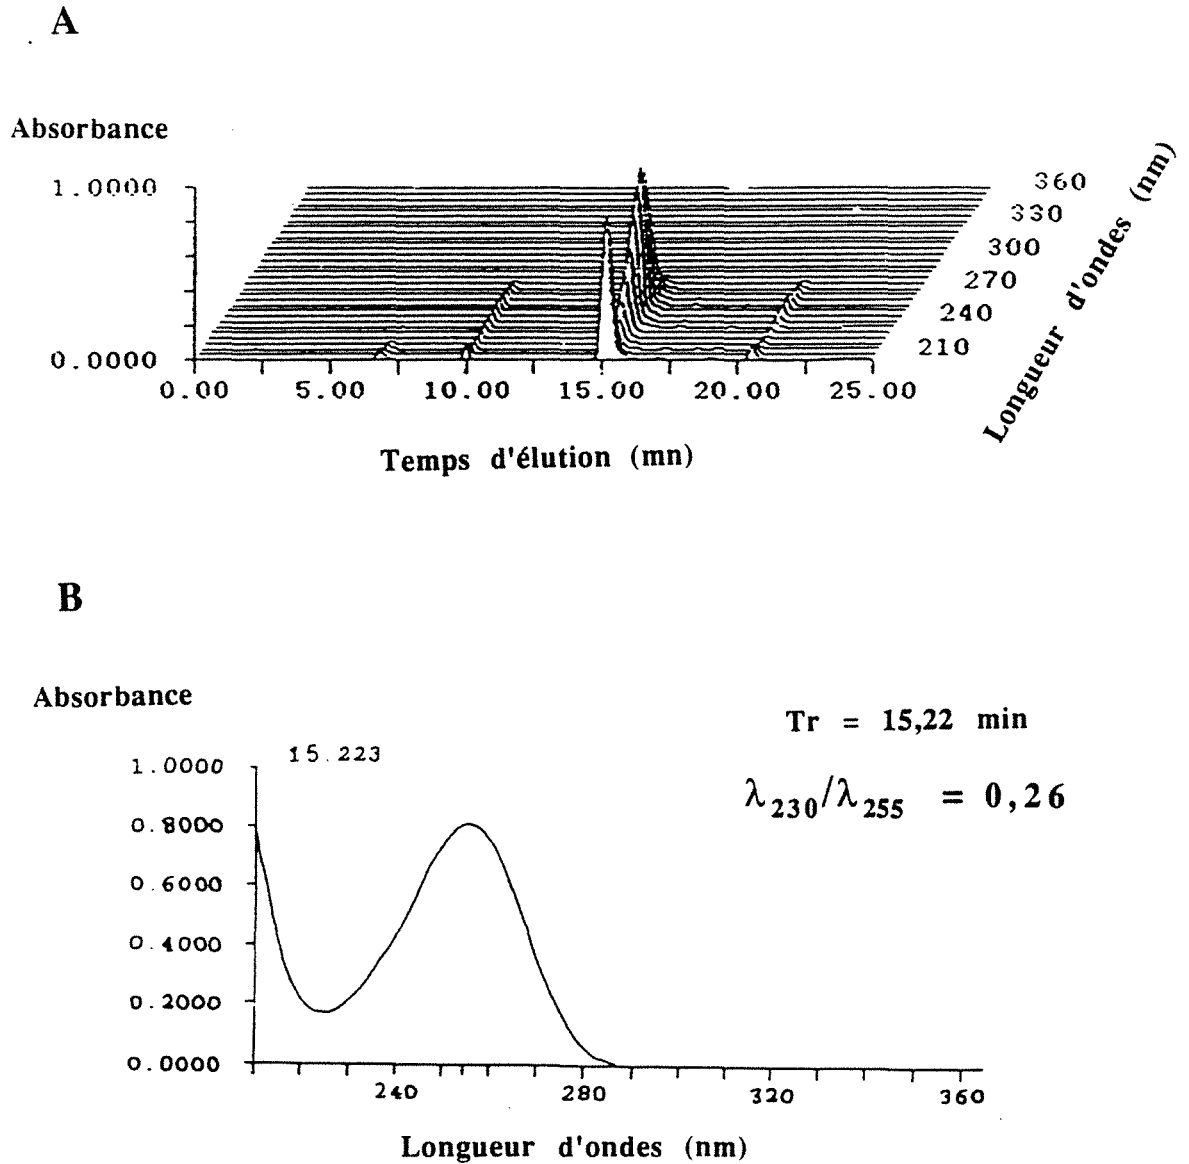 A
Absorbance
1.0000
0.0000
0.00 5.00 10.00 15.00 20.00 25.00
360
330
300
270
240
210
Longueur d'ondes (nm)
Temps d'élution (mn)
B
Absorbance
Tr = 15,22 min
15.223
λ230/λ255 = 0,26
1.0000
0.8000
0.6000
0.4000
0.2000
0.0000
240 280 320 360
Longueur d'ondes (nm)